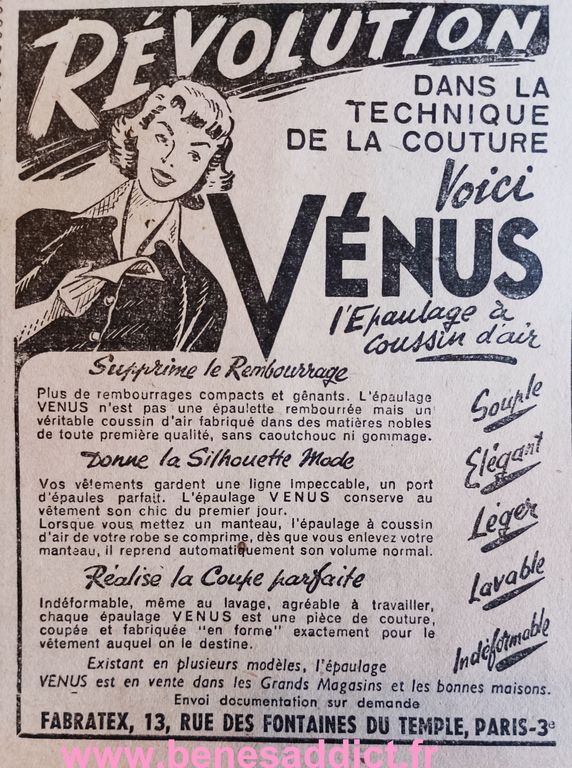 RÉVOLUTION
DANS LA
TECHNIQUE
DE LA COUTURE
Voici
VÉNUS
l'Epaulage à
coussin d'air
Supprime le Rembourrage
Plus de rembourrages compacts et gênants. L'épaulage
VENUS n'est pas une épaulette rembourrée mais un
véritable coussin d'air fabriqué dans des matières nobles
de toute première qualité, sans caoutchouc ni gommage.
Donne la Silhouette Mode
Vos vêtements gardent une ligne impeccable, un port
d'épaules parfait. L'épaulage VENUS conserve au
vêtement son chic du premier jour.
Lorsque vous mettez un manteau, l'épaulage à coussin
d'air de votre robe se comprime, dès que vous enlevez votre
manteau, il reprend automatiquement son volume normal.
Réalise la Coupe parfaite
Indéformable, même au lavage, agréable à travailler,
chaque épaulage VENUS est une pièce de couture,
coupée et fabriquée "en forme" exactement pour le
vêtement auquel on le destine.
Souple
Elégant
Léger
Lavable
Indéformable
Existant en plusieurs modèles, l'épaulage
VENUS est en vente dans les Grands Magasins et les bonnes maisons.
Envoi documentation sur demande
FABRATEX, 13, RUE DES FONTAINES DU TEMPLE, PARIS-3e
www.benesaddict.fr